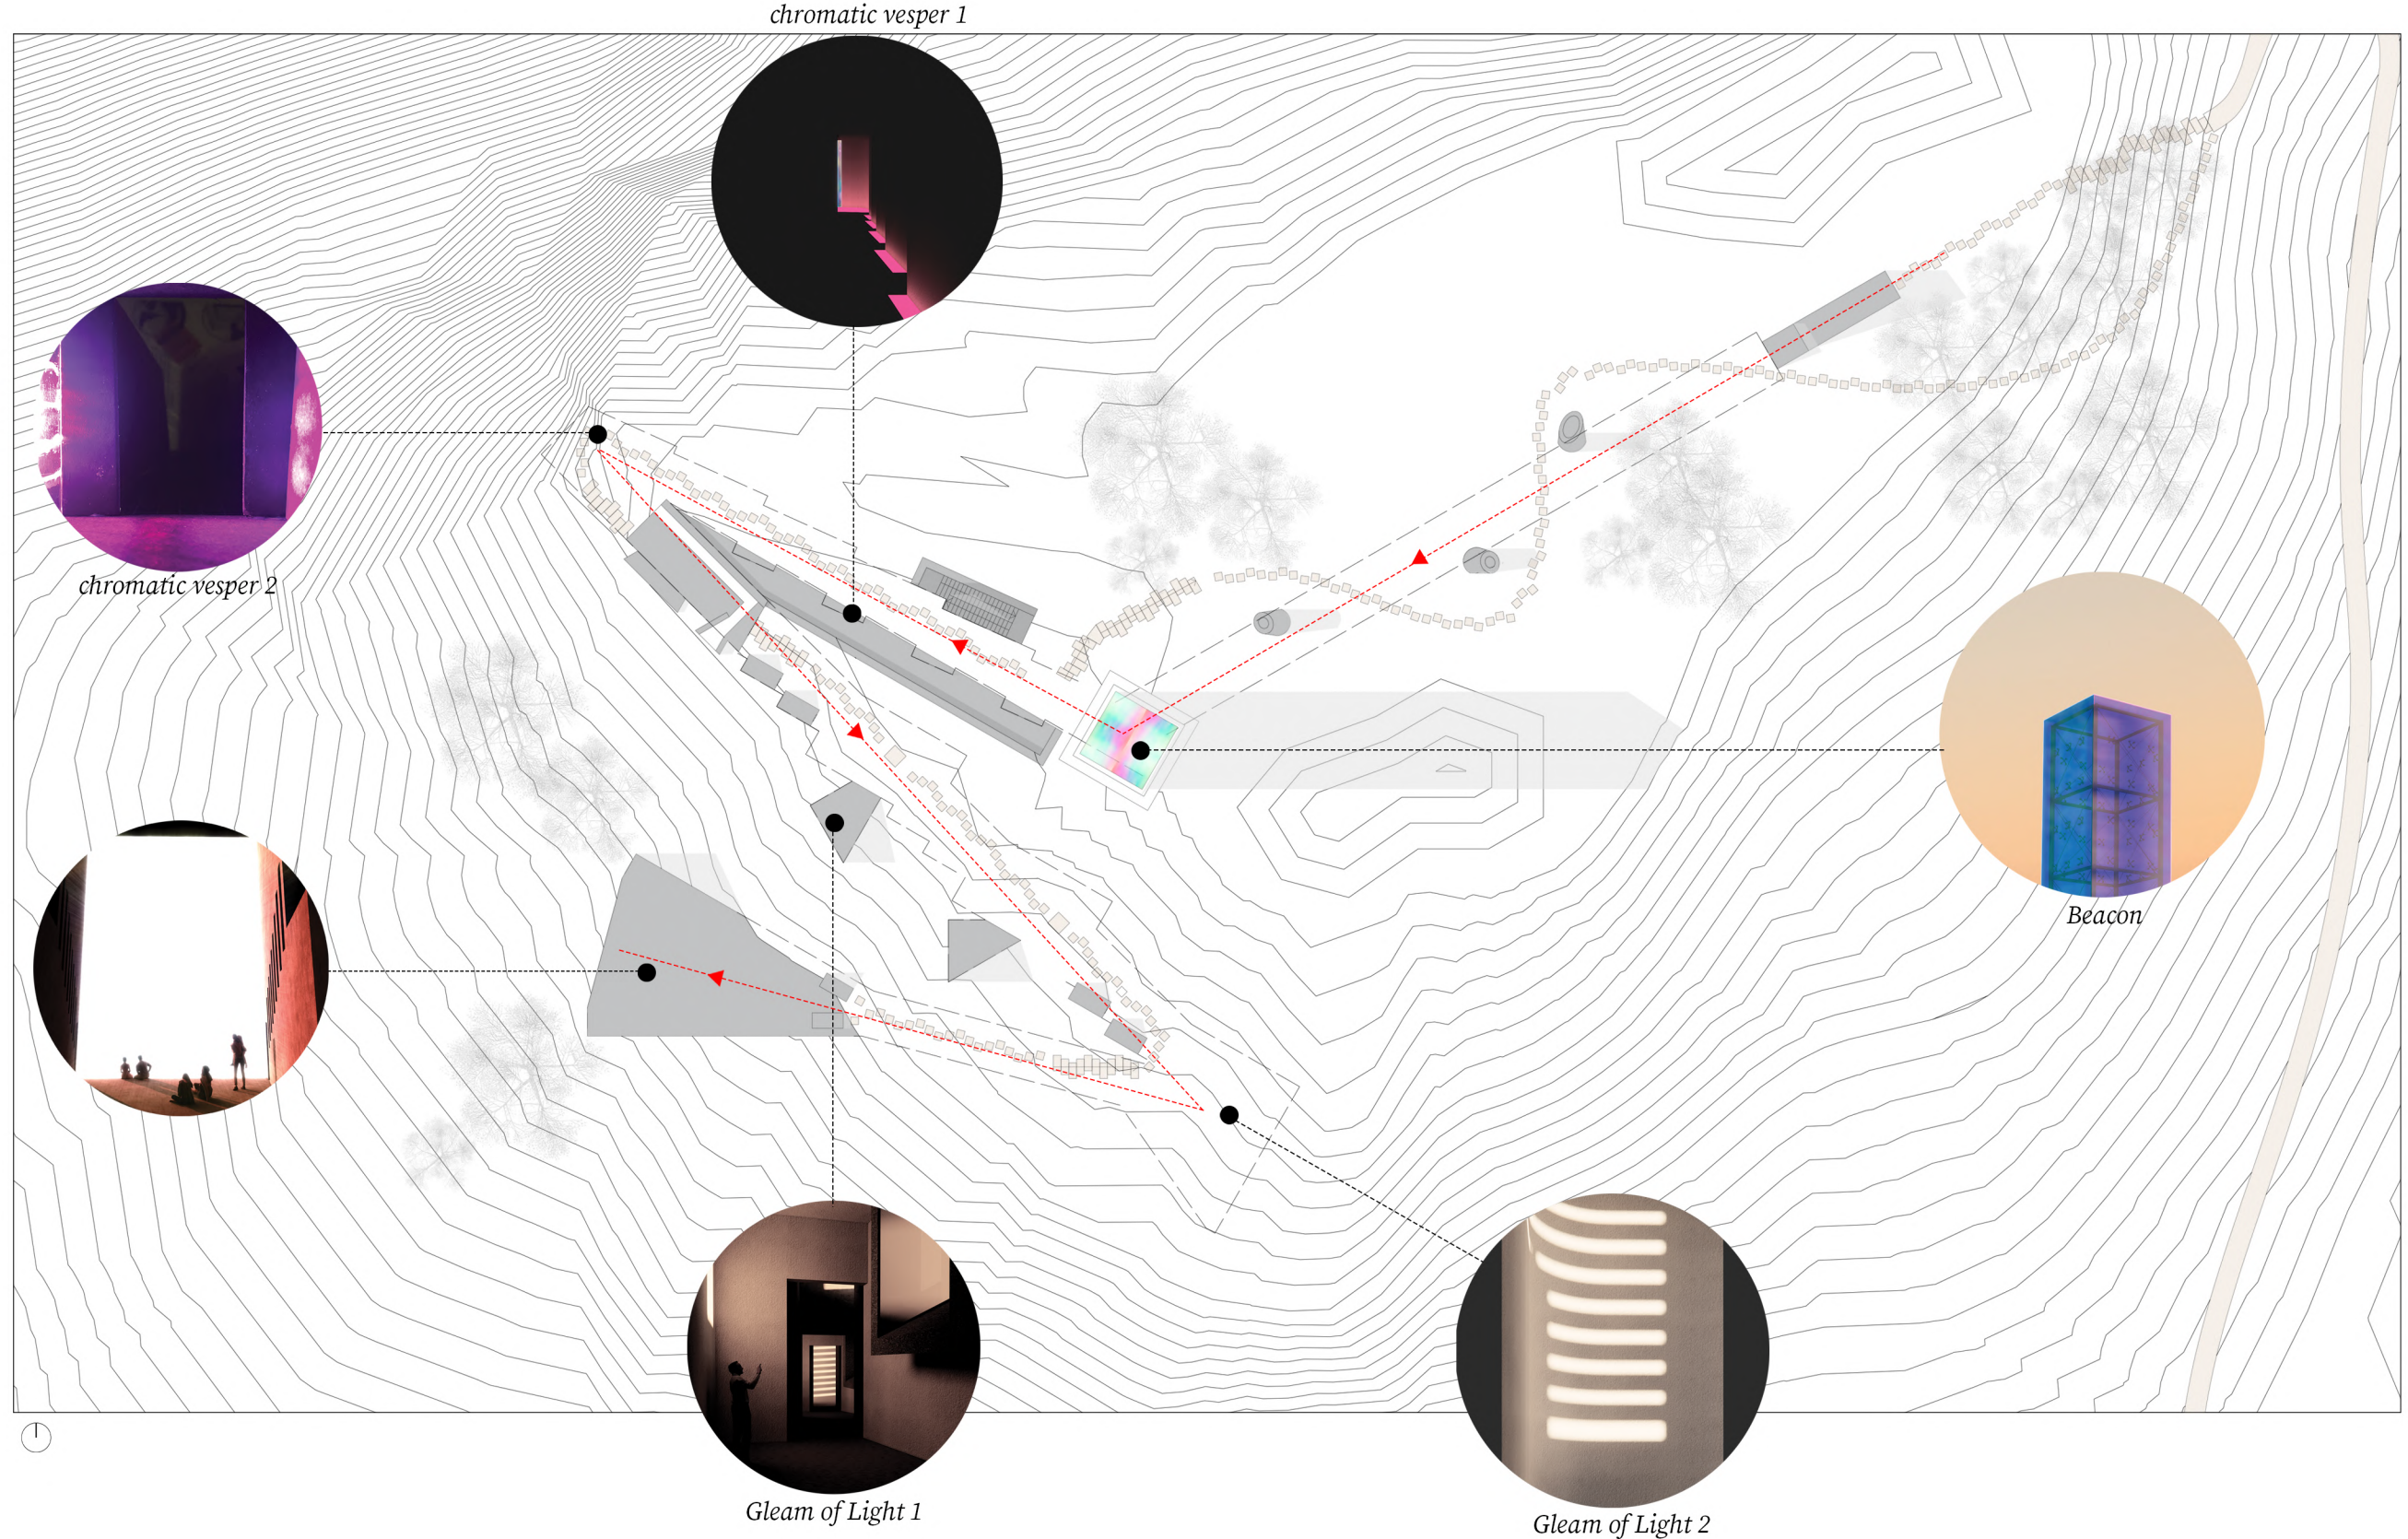 chromatic vesper 1
chromatic vesper 2
Beacon
Gleam of Light 1
Gleam of Light 2